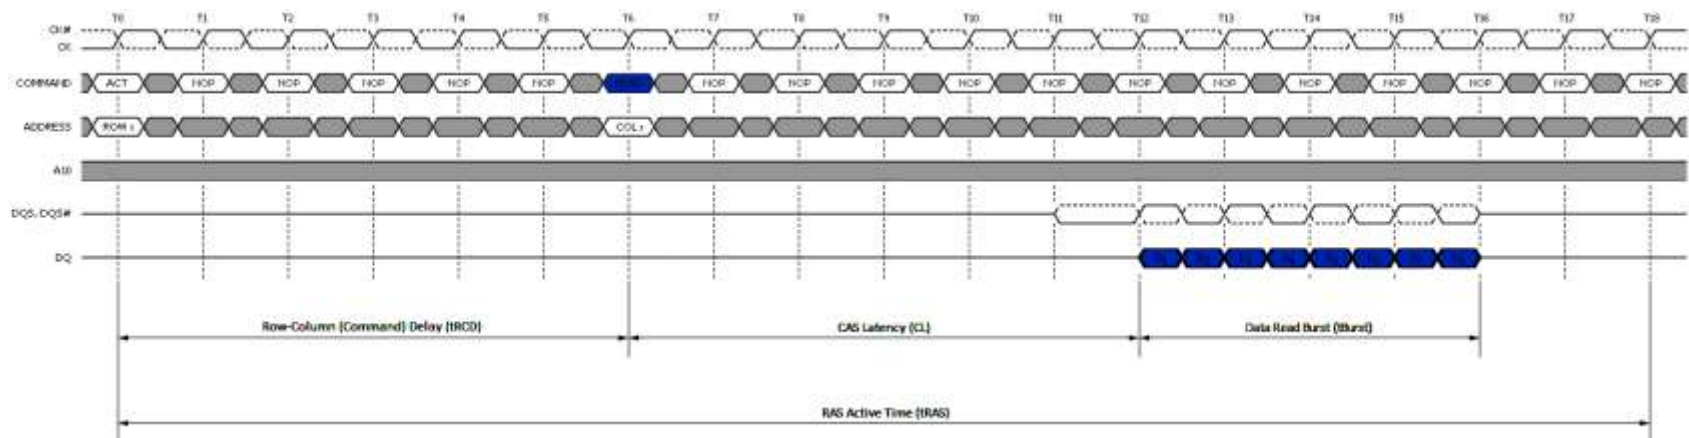 T0 T1 T2 T3 T4 T5 T6 T7 T8 T9 T10 T11 T12 T13 T14 T15 T16 T17 T18
CK#
CK
COMMAND ACT NOP NOP NOP NOP NOP NOP NOP NOP NOP NOP NOP NOP NOP NOP NOP NOP NOP
ADDRESS ROW COL
A10
DQS, DQS#
DQ
Row-Column (Command) Delay (tRCD) CAS Latency (CL) Data Read Burst (tBurst)
RAS Active Time (tRAS)